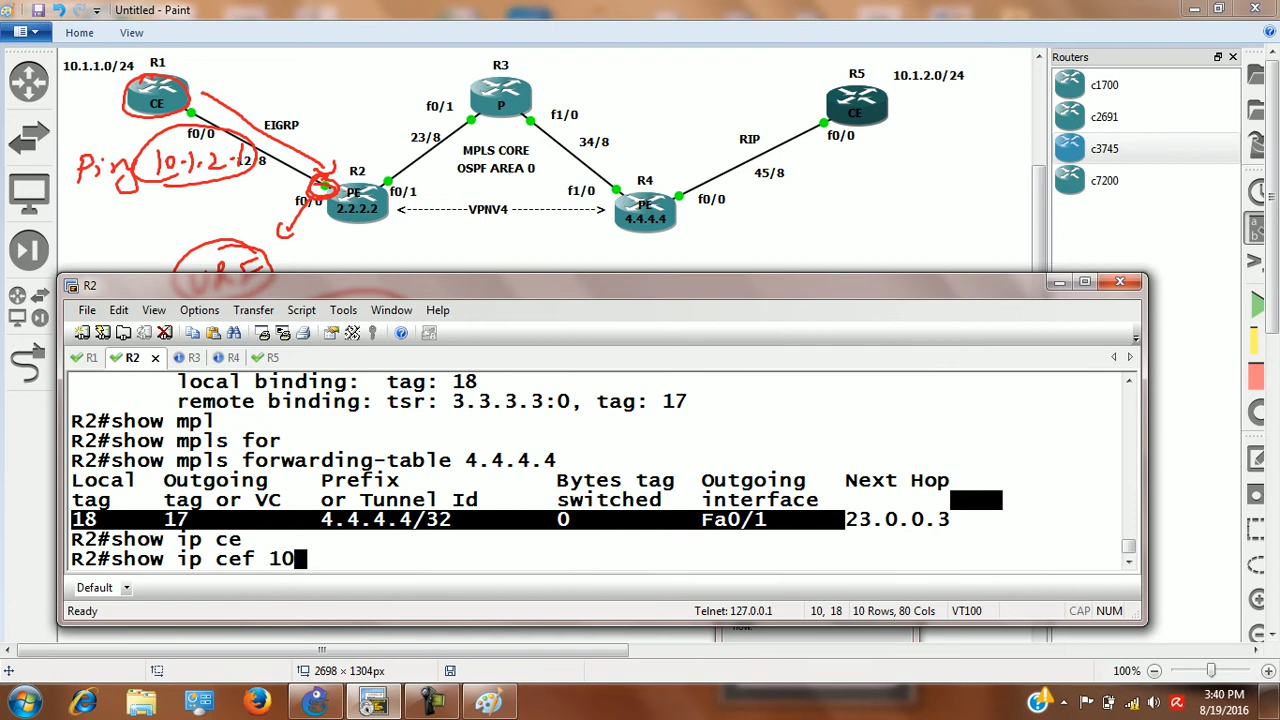 Untitled - Paint
Home View
10.1.1.0/24
R1
CE
f0/0
EIGRP
Ping 10.1.2.1
12/8
R2
PE
2.2.2.2
f0/0
f0/1
VRF
23/8
f0/1
R3
P
f1/0
MPLS CORE
OSPF AREA 0
34/8
<--------VPNV4 -------->
f1/0
R4
PE
4.4.4.4
f0/0
RIP
45/8
R5
CE
f0/0
10.1.2.0/24
Routers
c1700
c2691
c3745
c7200
R2
File Edit View Options Transfer Script Tools Window Help
R1 R2 R3 R4 R5
local binding: tag: 18
remote binding: tsr: 3.3.3.3:0, tag: 17
R2#show mpl
R2#show mpls for
R2#show mpls forwarding-table 4.4.4.4
Local Outgoing Prefix Bytes tag Outgoing Next Hop
tag tag or VC or Tunnel Id switched interface
18 17 4.4.4.4/32 0 Fa0/1 23.0.0.3
R2#show ip ce
R2#show ip cef 10
Default
Ready Telnet: 127.0.0.1 10, 18 10 Rows, 80 Cols VT100 CAP NUM
2698 × 1304px 100%
3:40 PM
8/19/2016